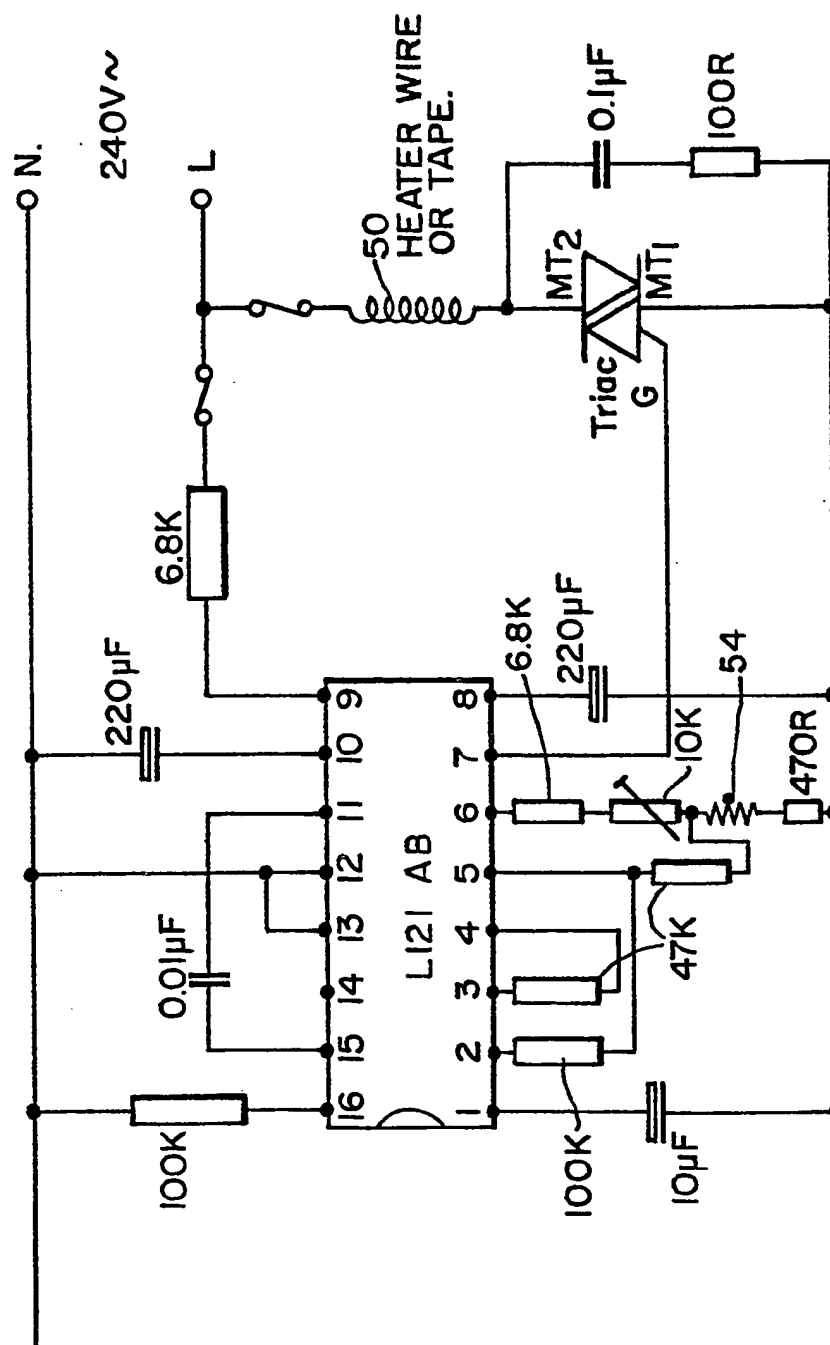 N.
240V~
L
50
HEATER WIRE
OR TAPE.
0.1µF
100R
MT2
MT1
Triac
G
6.8K
220µF
0.01µF
100K
16 15 14 13 12 11 10 9
L121 AB
1 2 3 4 5 6 7 8
6.8K
220µF
10K
54
470R
47K
100K
10µF